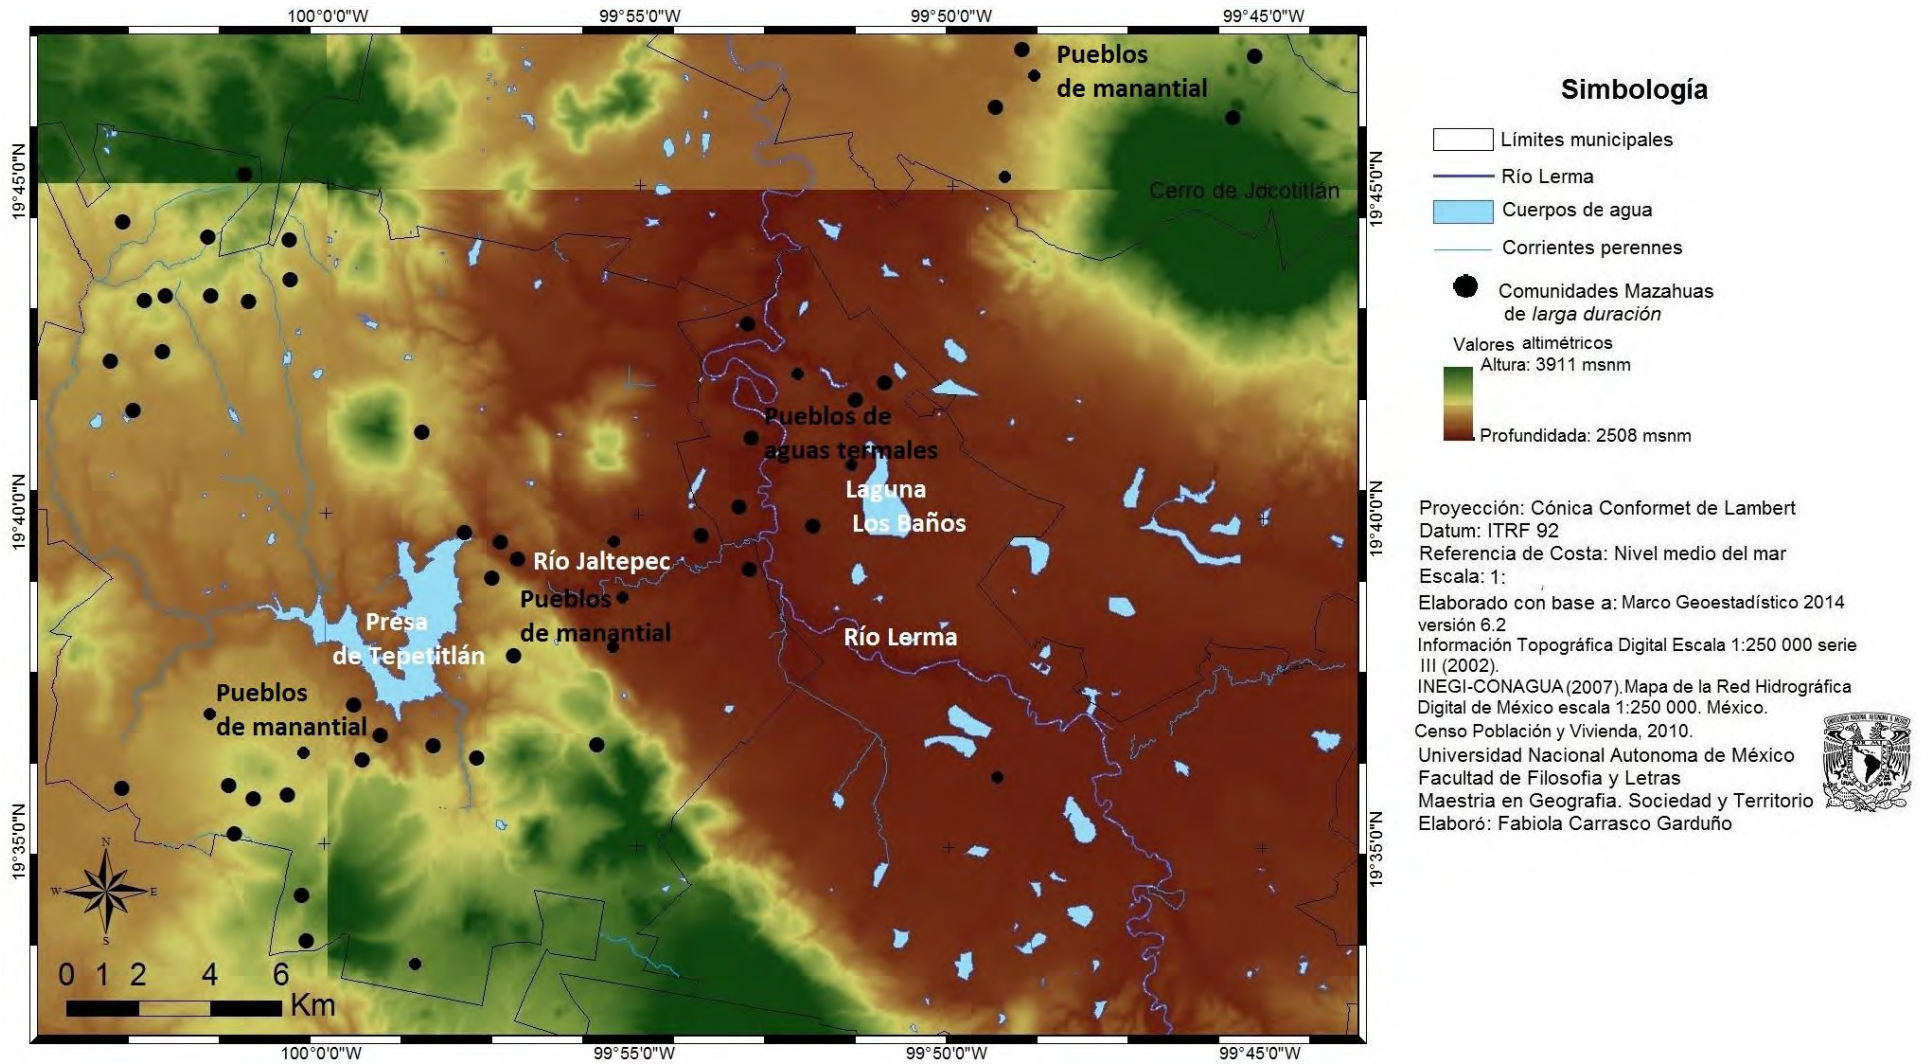 100°0'0"W 99°55'0"W 99°50'0"W 99°45'0"W
19°45'0"N
19°40'0"N
19°35'0"N
Pueblos
de manantial
Cerro de Jocotitlán
Pueblos de
aguas termales
Laguna
Los Baños
Río Jaltepec
Pueblos
de manantial
Presa
de Tepetitlán
Río Lerma
Pueblos
de manantial
N
W E
S
0 1 2 4 6
Km
19°45'0"N
19°40'0"N
19°35'0"N
100°0'0"W 99°55'0"W 99°50'0"W 99°45'0"W
Simbología
Límites municipales
Río Lerma
Cuerpos de agua
Corrientes perennes
Comunidades Mazahuas
de larga duración
Valores altimétricos
Altura: 3911 msnm
Profundidada: 2508 msnm
Proyección: Cónica Conformet de Lambert
Datum: ITRF 92
Referencia de Costa: Nivel medio del mar
Escala: 1:
Elaborado con base a: Marco Geoestadístico 2014
versión 6.2
Información Topográfica Digital Escala 1:250 000 serie
III (2002).
INEGI-CONAGUA (2007).Mapa de la Red Hidrográfica
Digital de México escala 1:250 000. México.
Censo Población y Vivienda, 2010.
Universidad Nacional Autonoma de México
Facultad de Filosofia y Letras
Maestria en Geografia. Sociedad y Territorio
Elaboró: Fabiola Carrasco Garduño